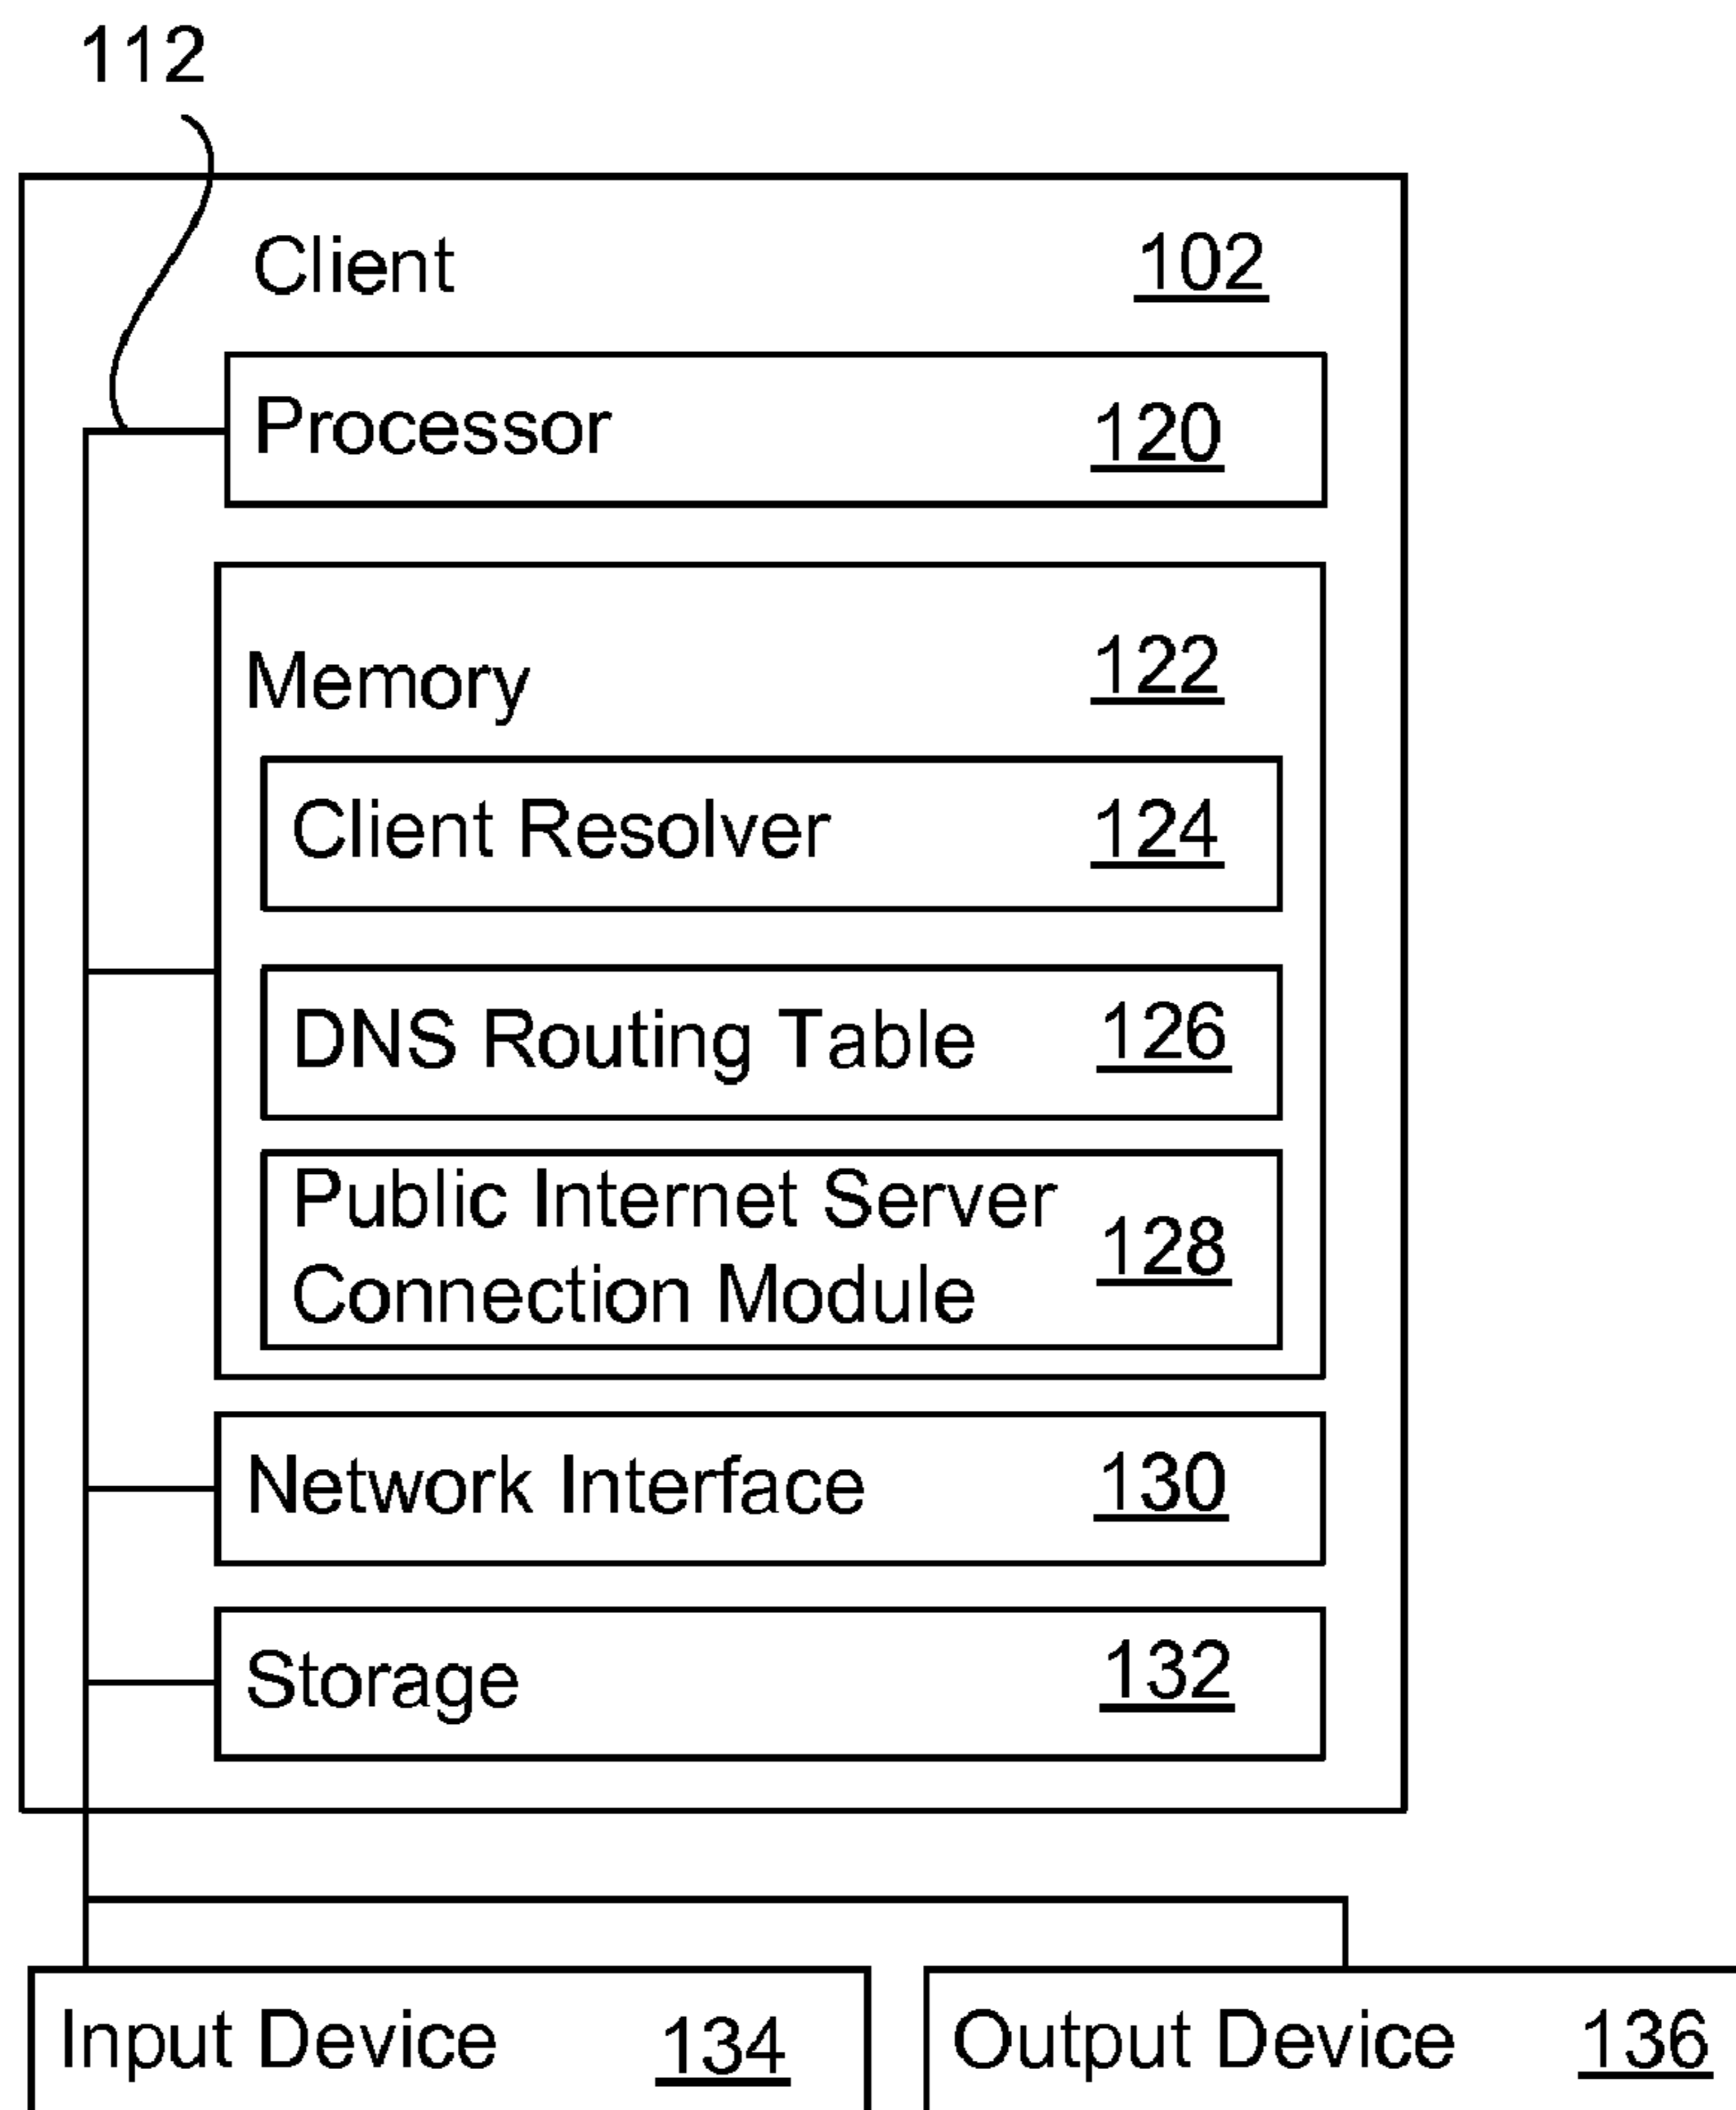 112
Client 102
Processor 120
Memory 122
Client Resolver 124
DNS Routing Table 126
Public Internet Server
Connection Module 128
Network Interface 130
Storage 132
Input Device 134
Output Device 136